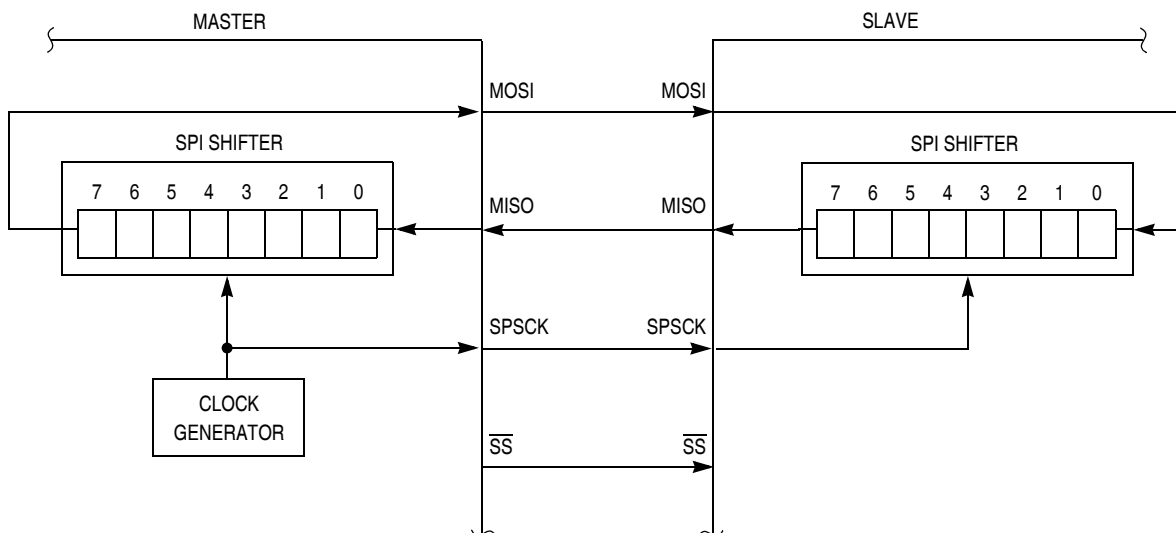 MASTER
SLAVE
MOSI
MOSI
SPI SHIFTER
SPI SHIFTER
7 6 5 4 3 2 1 0
MISO
MISO
7 6 5 4 3 2 1 0
SPSCK
SPSCK
CLOCK
GENERATOR
SS
SS